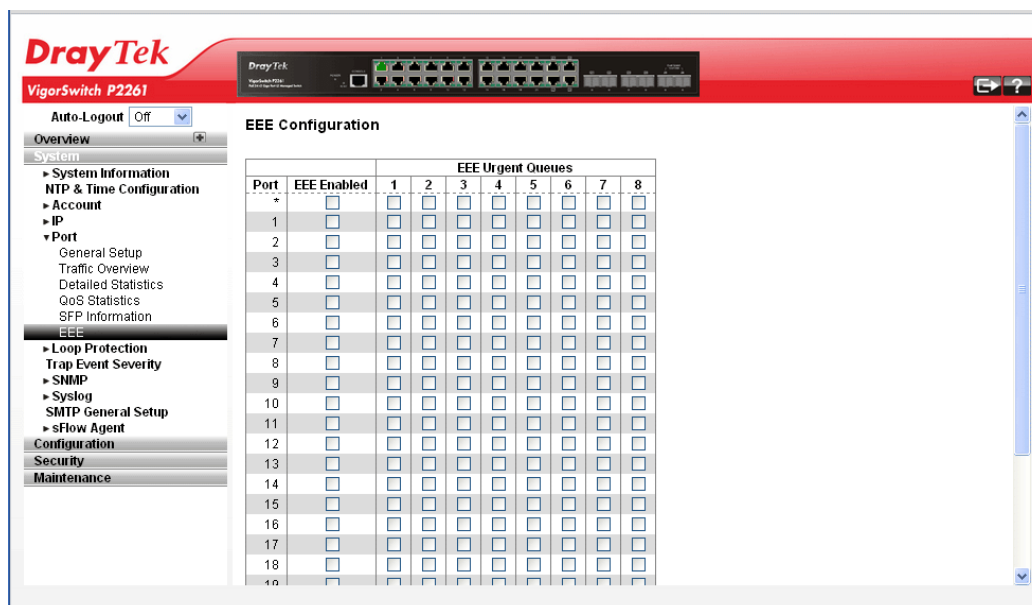 DrayTek
VigorSwitch P2261
DrayTek
?
Auto-Logout Off
Overview
System
System Information
NTP & Time Configuration
Account
IP
Port
General Setup
Traffic Overview
Detailed Statistics
QoS Statistics
SFP Information
EEE
Loop Protection
Trap Event Severity
SNMP
Syslog
SMTP General Setup
sFlow Agent
Configuration
Security
Maintenance
EEE Configuration
EEE Urgent Queues
Port EEE Enabled 1 2 3 4 5 6 7 8
*
1
2
3
4
5
6
7
8
9
10
11
12
13
14
15
16
17
18